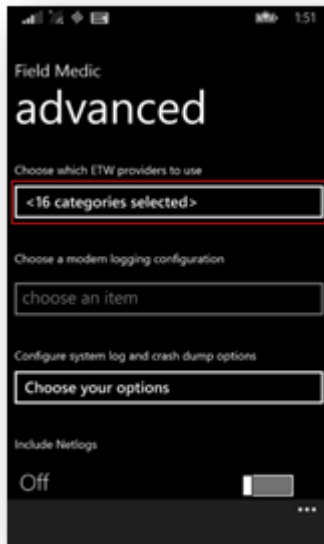 1:51
Field Medic
advanced
Choose which ETW providers to use
<16 categories selected>
Choose a modem logging configuration
choose an item
Configure system log and crash dump options
Choose your options
Include Netlogs
Off
...